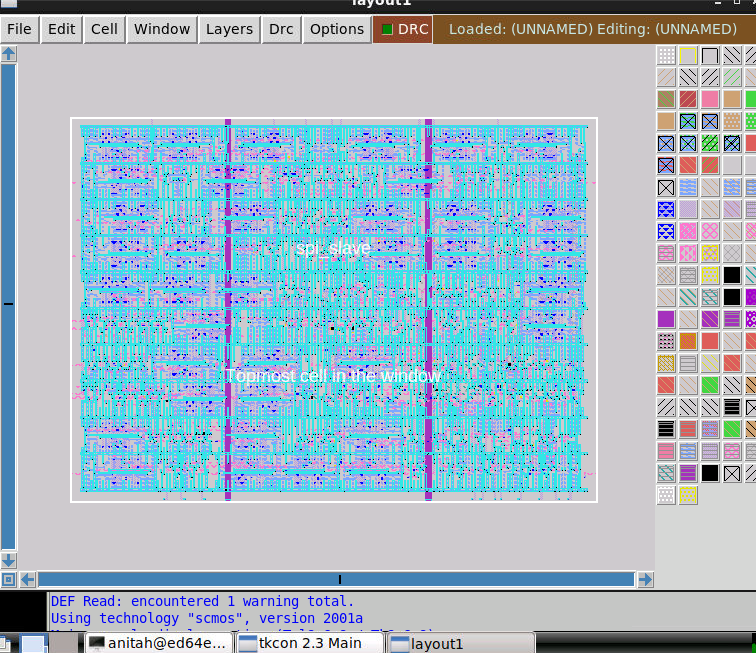 layout1
File Edit Cell Window Layers Drc Options DRC Loaded: (UNNAMED) Editing: (UNNAMED)
spi_slave
Topmost cell in the window
DEF Read: encountered 1 warning total.
Using technology "scmos", version 2001a
anitah@ed64e... tkcon 2.3 Main layout1